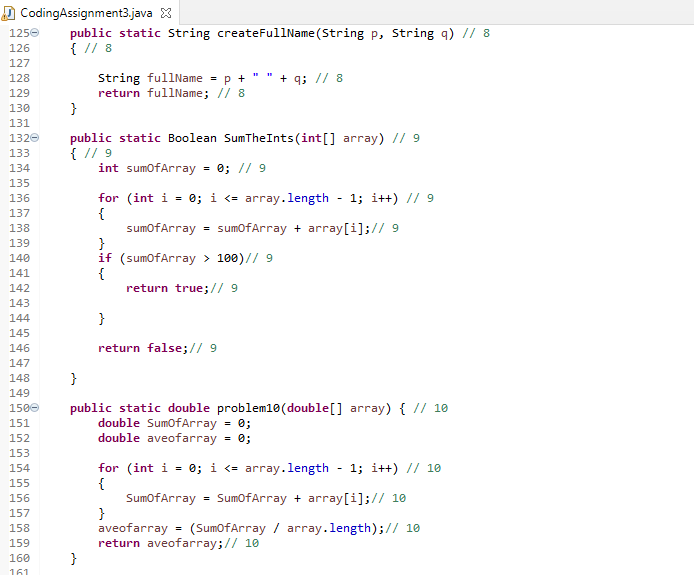 CodingAssignment3.java
125 public static String createFullName(String p, String q) // 8
126 { // 8
127
128 String fullName = p + " " + q; // 8
129 return fullName; // 8
130 }
131
132 public static Boolean SumTheInts(int[] array) // 9
133 { // 9
134 int sumOfArray = 0; // 9
135
136 for (int i = 0; i <= array.length - 1; i++) // 9
137 {
138 sumOfArray = sumOfArray + array[i];// 9
139 }
140 if (sumOfArray > 100)// 9
141 {
142 return true;// 9
143
144 }
145
146 return false;// 9
147
148 }
149
150 public static double problem10(double[] array) { // 10
151 double SumOfArray = 0;
152 double aveofarray = 0;
153
154 for (int i = 0; i <= array.length - 1; i++) // 10
155 {
156 SumOfArray = SumOfArray + array[i];// 10
157 }
158 aveofarray = (SumOfArray / array.length);// 10
159 return aveofarray;// 10
160 }
161